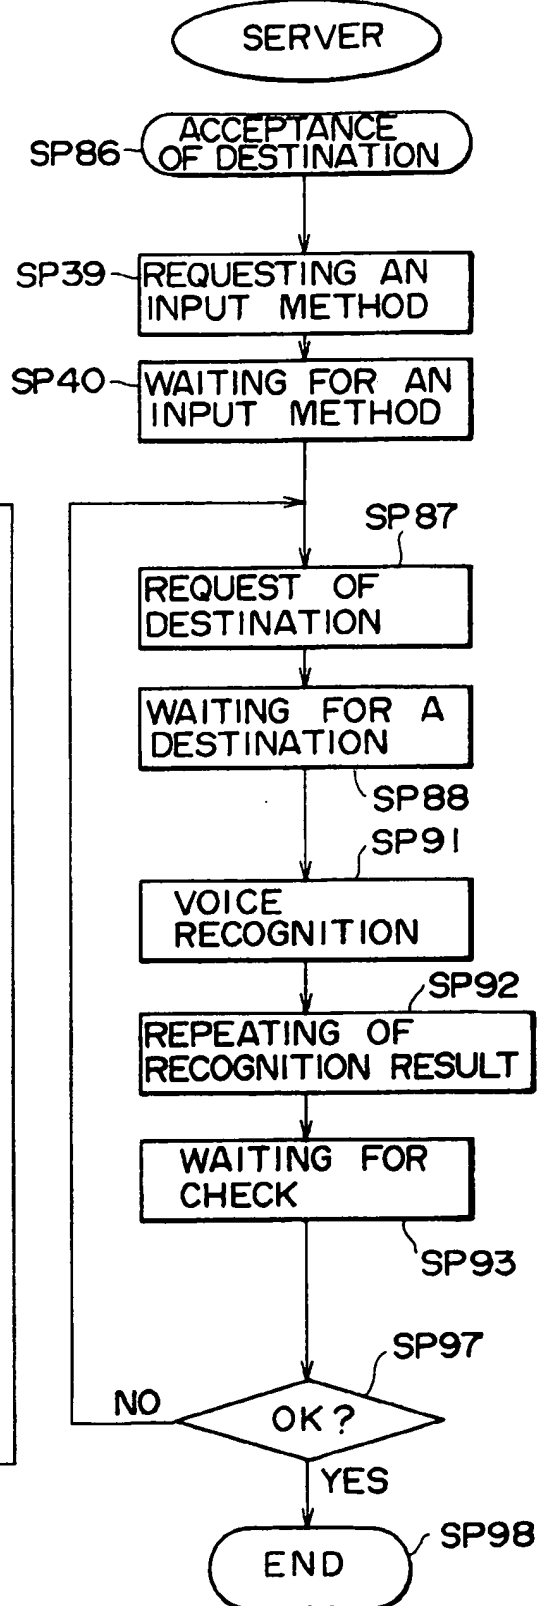 SERVER
SP86
ACCEPTANCE
OF DESTINATION
SP39
REQUESTING AN
INPUT METHOD
SP40
WAITING FOR AN
INPUT METHOD
SP87
REQUEST OF
DESTINATION
WAITING FOR A
DESTINATION
SP88
SP91
VOICE
RECOGNITION
SP92
REPEATING OF
RECOGNITION RESULT
WAITING FOR
CHECK
SP93
SP97
NO
OK?
YES
SP98
END